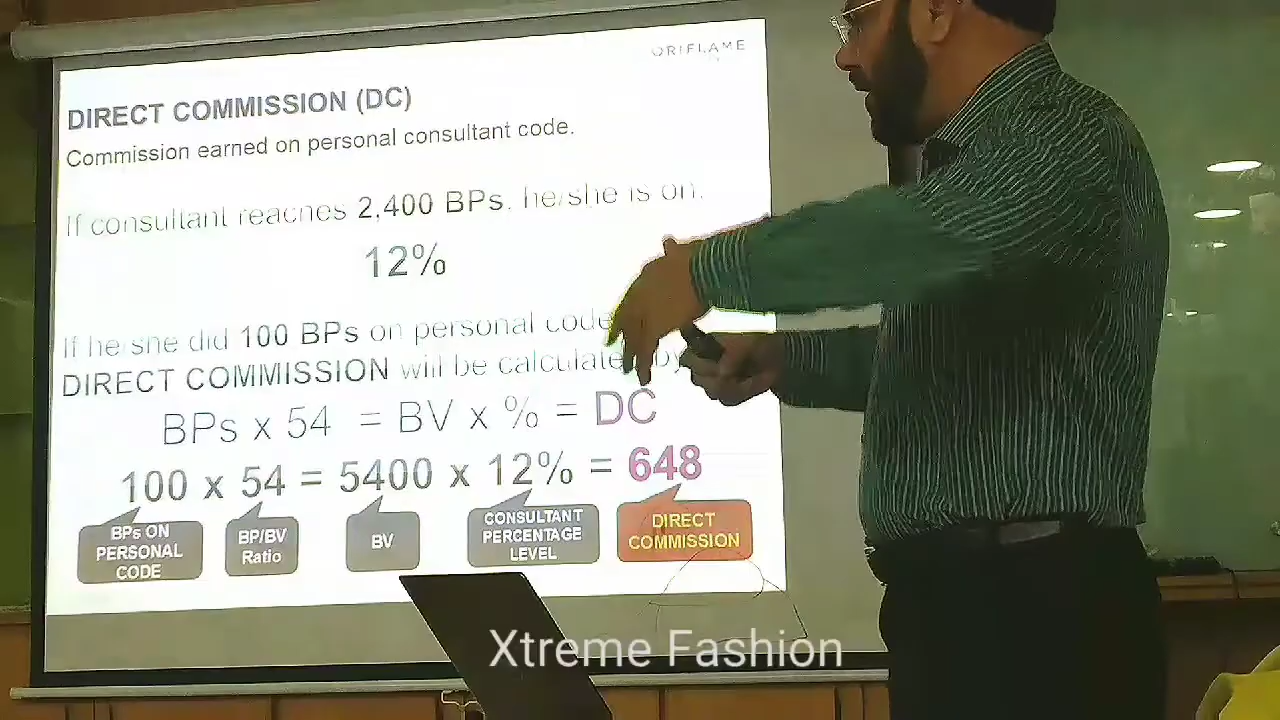 ORIFLAME
DIRECT COMMISSION (DC)
Commission earned on personal consultant code.
If consultant reaches 2,400 BPs, he/she is on,
12%
If he/she did 100 BPs on personal code
DIRECT COMMISSION will be calculated by
BPs x 54 = BV x % = DC
100 x 54 = 5400 x 12% = 648
BPs ON
PERSONAL
CODE
BP/BV
Ratio
BV
CONSULTANT
PERCENTAGE
LEVEL
DIRECT
COMMISSION
Xtreme Fashion